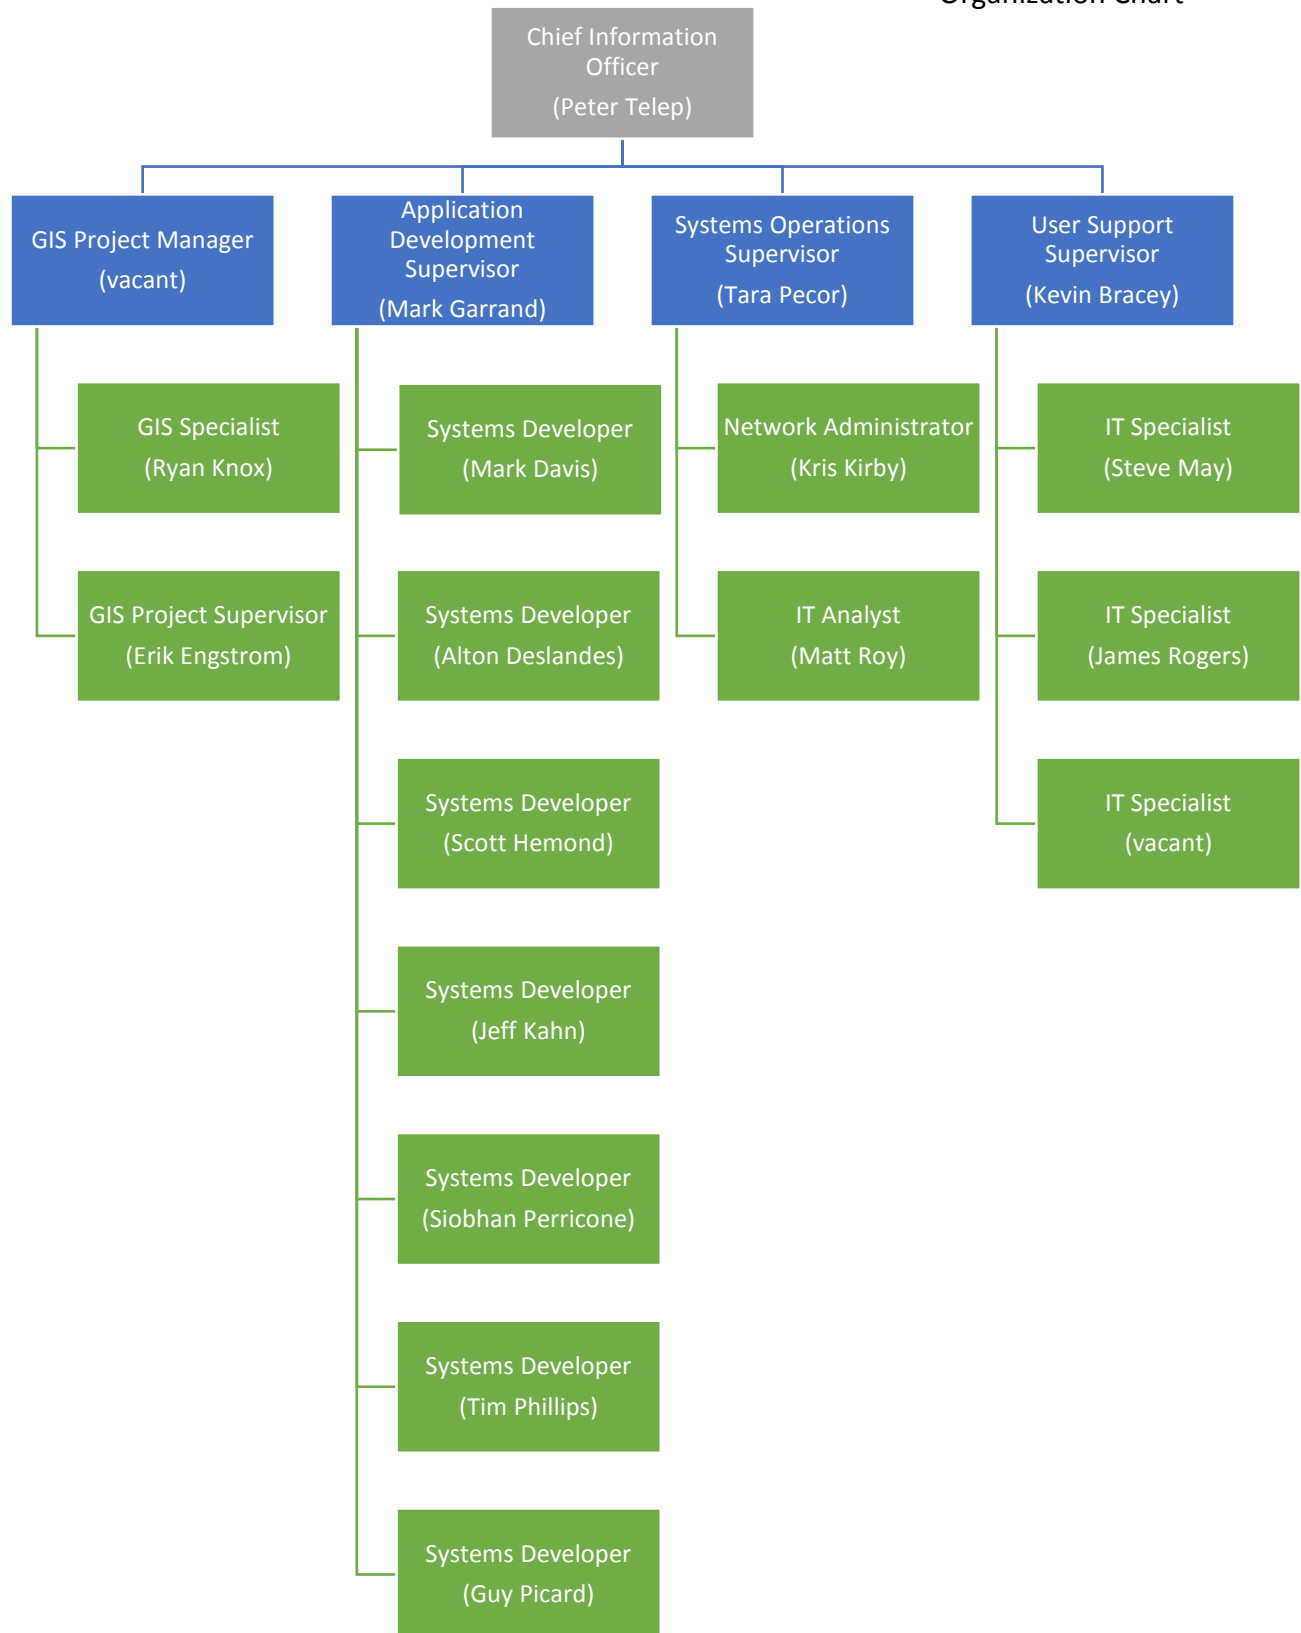 Organization Chart
Chief Information
Officer
(Peter Telep)
GIS Project Manager
(vacant)
Application
Development
Supervisor
(Mark Garrand)
Systems Operations
Supervisor
(Tara Pecor)
User Support
Supervisor
(Kevin Bracey)
GIS Specialist
(Ryan Knox)
GIS Project Supervisor
(Erik Engstrom)
Systems Developer
(Mark Davis)
Systems Developer
(Alton Deslandes)
Systems Developer
(Scott Hemond)
Systems Developer
(Jeff Kahn)
Systems Developer
(Siobhan Perricone)
Systems Developer
(Tim Phillips)
Systems Developer
(Guy Picard)
Network Administrator
(Kris Kirby)
IT Analyst
(Matt Roy)
IT Specialist
(Steve May)
IT Specialist
(James Rogers)
IT Specialist
(vacant)